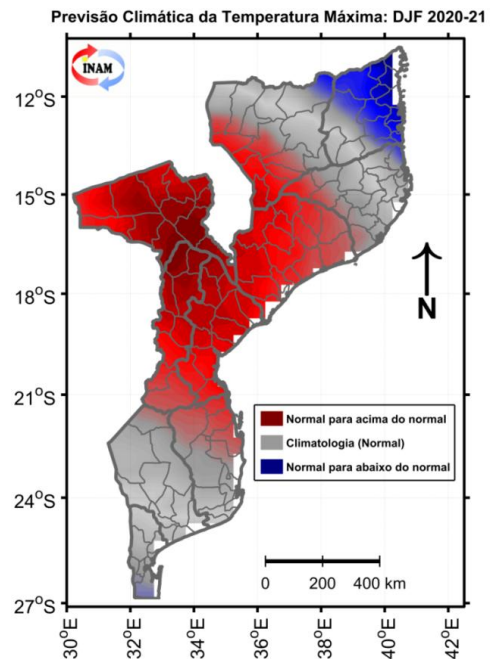 Previsão Climática da Temperatura Máxima: DJF 2020-21
INAM
12°S
15°S
18°S
21°S
24°S
27°S
N
Normal para acima do normal
Climatologia (Normal)
Normal para abaixo do normal
0 200 400 km
30°E 32°E 34°E 36°E 38°E 40°E 42°E